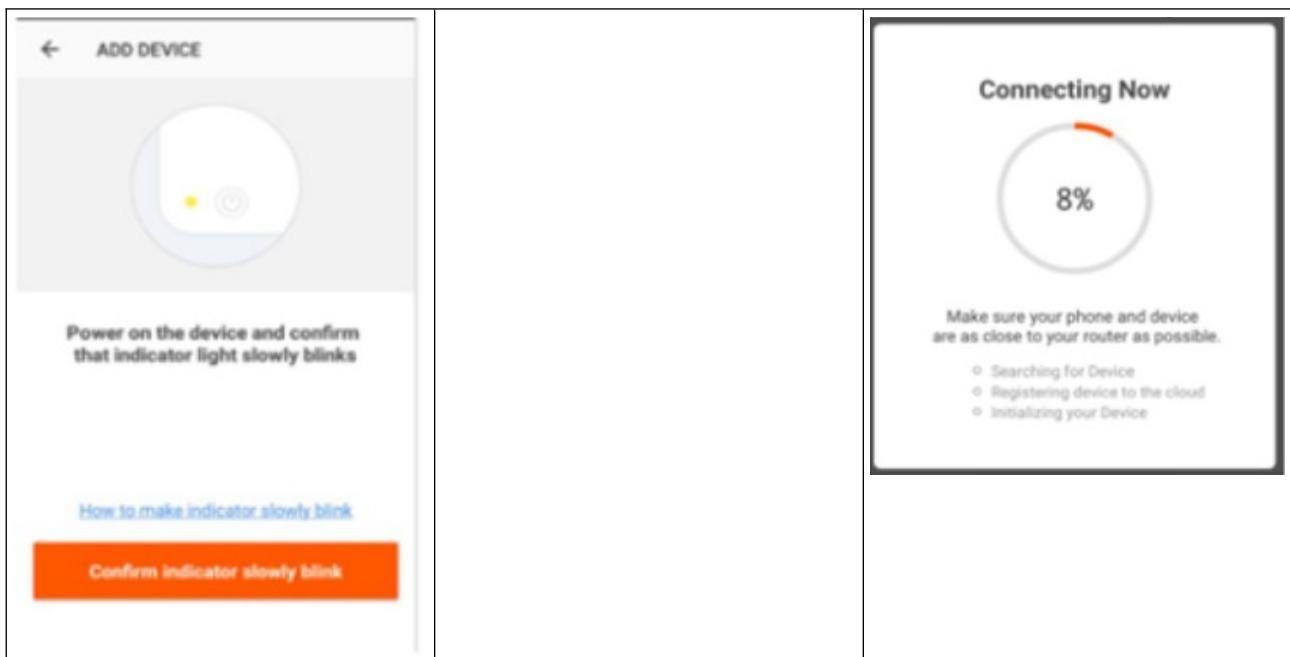 ADD DEVICE
Power on the device and confirm
that indicator light slowly blinks
How to make indicator slowly blink
Confirm indicator slowly blink
Connecting Now
8%
Make sure your phone and device
are as close to your router as possible.
Searching for Device
Registering device to the cloud
Initializing your Device